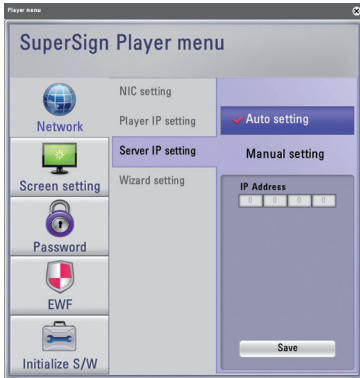 Player menu
SuperSign Player menu
Network
Screen setting
Password
EWF
Initialize S/W
NIC setting
Player IP setting
Server IP setting
Wizard setting
Auto setting
Manual setting
IP Address
0 0 0 0
Save